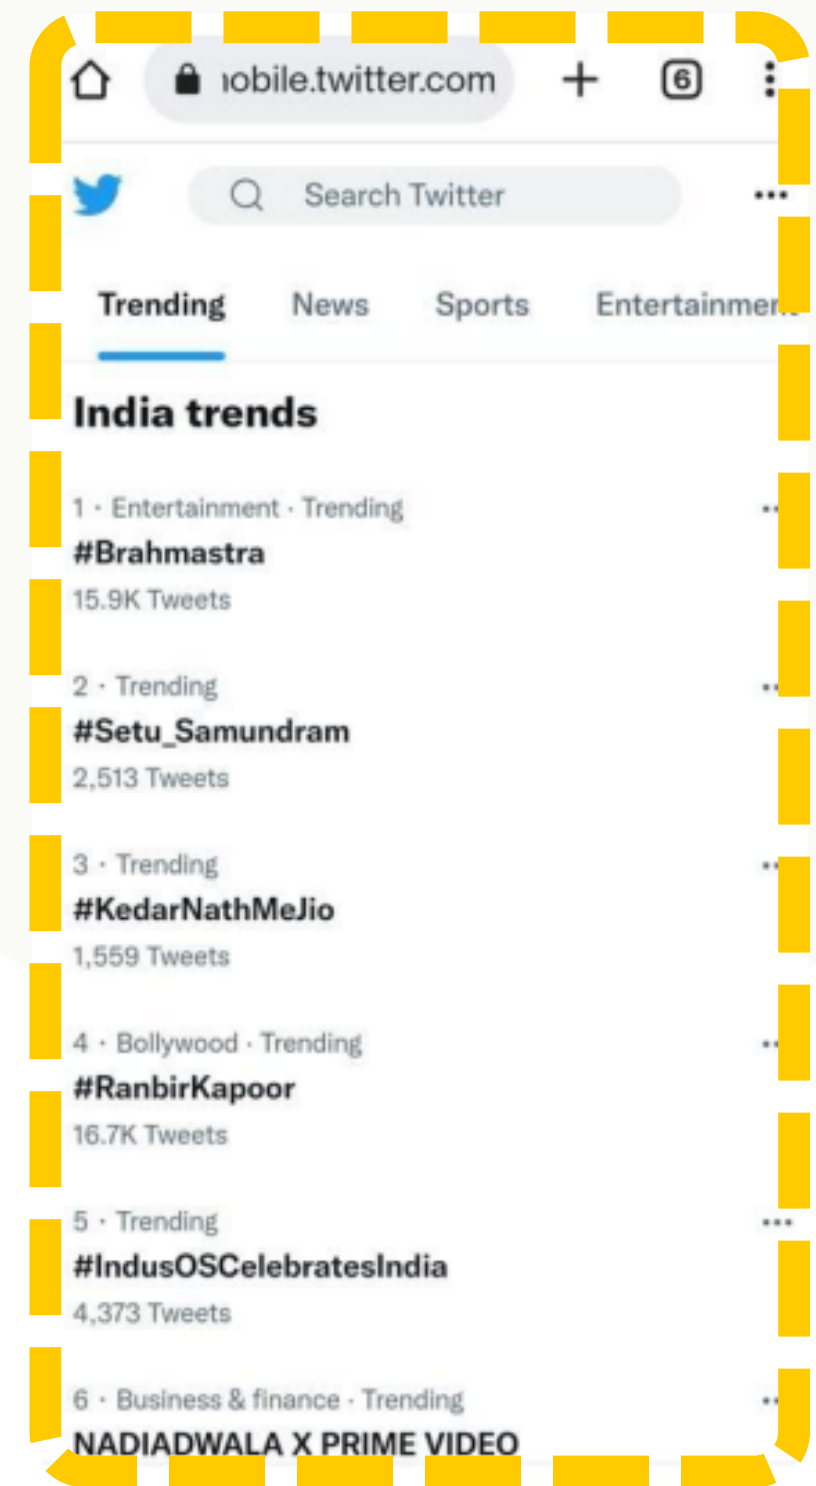 nobile.twitter.com
6
Search Twitter
Trending News Sports Entertainment
India trends
1 · Entertainment · Trending
#Brahmastra
15.9K Tweets
2 · Trending
#Setu_Samundram
2,513 Tweets
3 · Trending
#KedarNathMeJio
1,559 Tweets
4 · Bollywood · Trending
#RanbirKapoor
16.7K Tweets
5 · Trending
#IndusOSCelebratesIndia
4,373 Tweets
6 · Business & finance · Trending
NADIADWALA X PRIME VIDEO